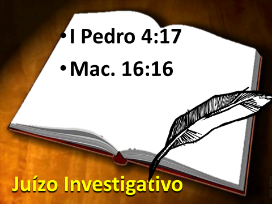 •I Pedro 4:17
•Mac. 16:16
Juízo Investigativo